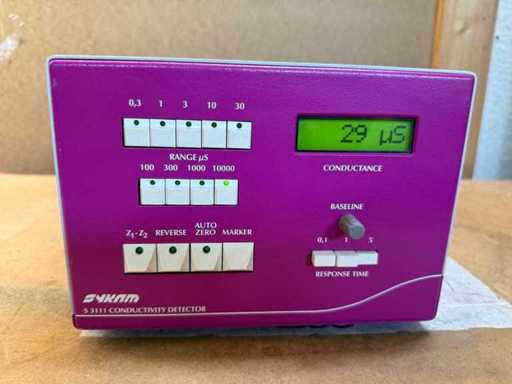 0,3 1 3 10 30
29 µS
RANGE µS
CONDUCTANCE
100 300 1000 10000
BASELINE
Z1-Z2 REVERSE AUTO ZERO MARKER
0,1 1 5
RESPONSE TIME
SYKAM
S 3111 CONDUCTIVITY DETECTOR